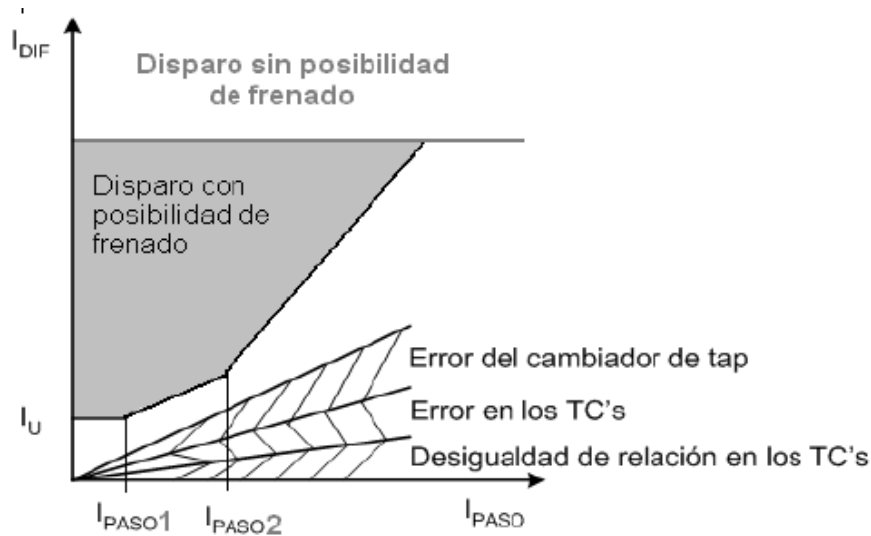 I_DIF
Disparo sin posibilidad
de frenado
Disparo con
posibilidad de
frenado
Error del cambiador de tap
I_U
Error en los TC's
Desigualdad de relación en los TC's
I_PASO1
I_PASO2
I_PASO